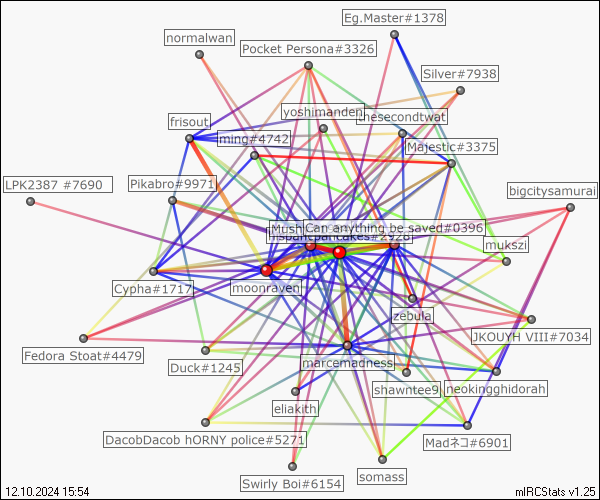 Eg.Master#1378
normalwan
Pocket Persona#3326
Silver#7938
yoshimanden
thesecondtwat
frisout
ming#4742
Majestic#3375
LPK2387 #7690
Pikabro#9971
bigcitysamurai
Mush
Can anything be saved#0396
mukszi
Cypha#1717
moonraven
zebula
JKOUYH VIII#7034
Fedora Stoat#4479
Duck#1245
marcemadness
shawntee9
neokingghidorah
eliakith
DacobDacob hORNY police#5271
Madネコ#6901
Swirly Boi#6154
somass
12.10.2024 15:54
mIRCStats v1.25